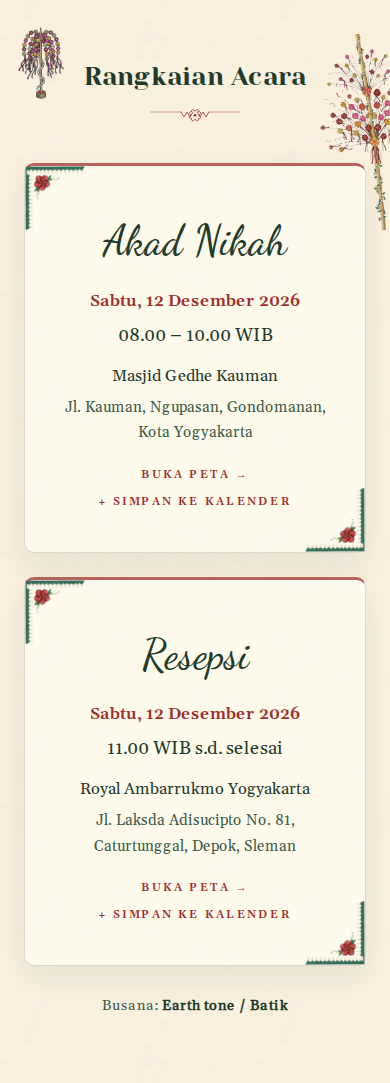 Rangkaian Acara
Akad Nikah
Sabtu, 12 Desember 2026
08.00 – 10.00 WIB
Masjid Gedhe Kauman
Jl. Kauman, Ngupasan, Gondomanan,
Kota Yogyakarta
BUKA PETA →
+ SIMPAN KE KALENDER
Resepsi
Sabtu, 12 Desember 2026
11.00 WIB s.d. selesai
Royal Ambarrukmo Yogyakarta
Jl. Laksda Adisucipto No. 81,
Caturtunggal, Depok, Sleman
BUKA PETA →
+ SIMPAN KE KALENDER
Busana: Earth tone / Batik